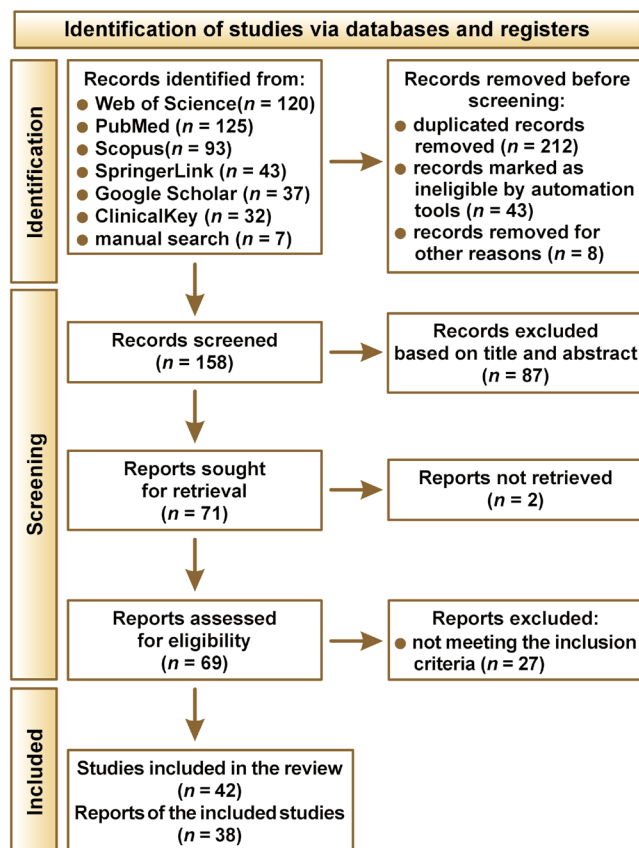 Identification of studies via databases and registers
Identification
Records identified from:
● Web of Science(n = 120)
● PubMed (n = 125)
● Scopus(n = 93)
● SpringerLink (n = 43)
● Google Scholar (n = 37)
● ClinicalKey (n = 32)
● manual search (n = 7)
Records removed before
screening:
● duplicated records
removed (n = 212)
● records marked as
ineligible by automation
tools (n = 43)
● records removed for
other reasons (n = 8)
Screening
Records screened
(n = 158)
Records excluded
based on title and abstract
(n = 87)
Reports sought
for retrieval
(n = 71)
Reports not retrieved
(n = 2)
Reports assessed
for eligibility
(n = 69)
Reports excluded:
● not meeting the inclusion
criteria (n = 27)
Included
Studies included in the review
(n = 42)
Reports of the included studies
(n = 38)